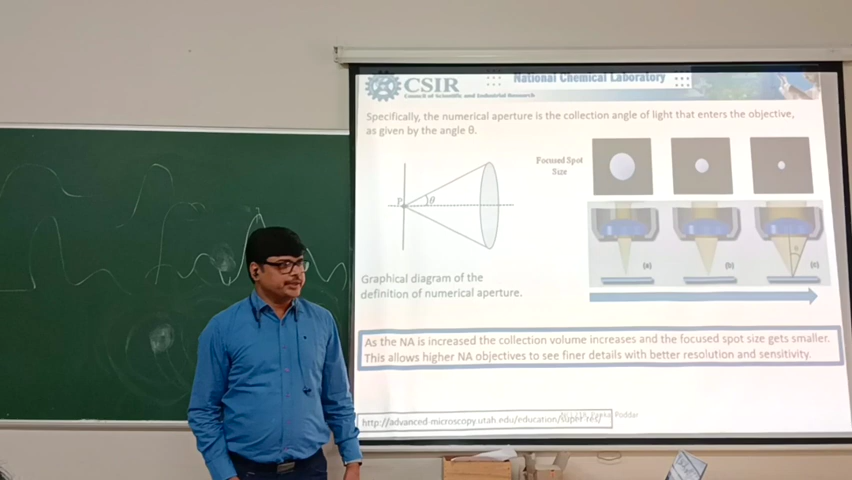 CSIR
Council of Scientific and Industrial Research
National Chemical Laboratory
Specifically, the numerical aperture is the collection angle of light that enters the objective,
as given by the angle θ.
Focused Spot
Size
P
θ
(a)
(b)
(c)
Graphical diagram of the
definition of numerical aperture.
As the NA is increased the collection volume increases and the focused spot size gets smaller.
This allows higher NA objectives to see finer details with better resolution and sensitivity.
Poddar
http://advanced-microscopy.utah.edu/education/super-res/